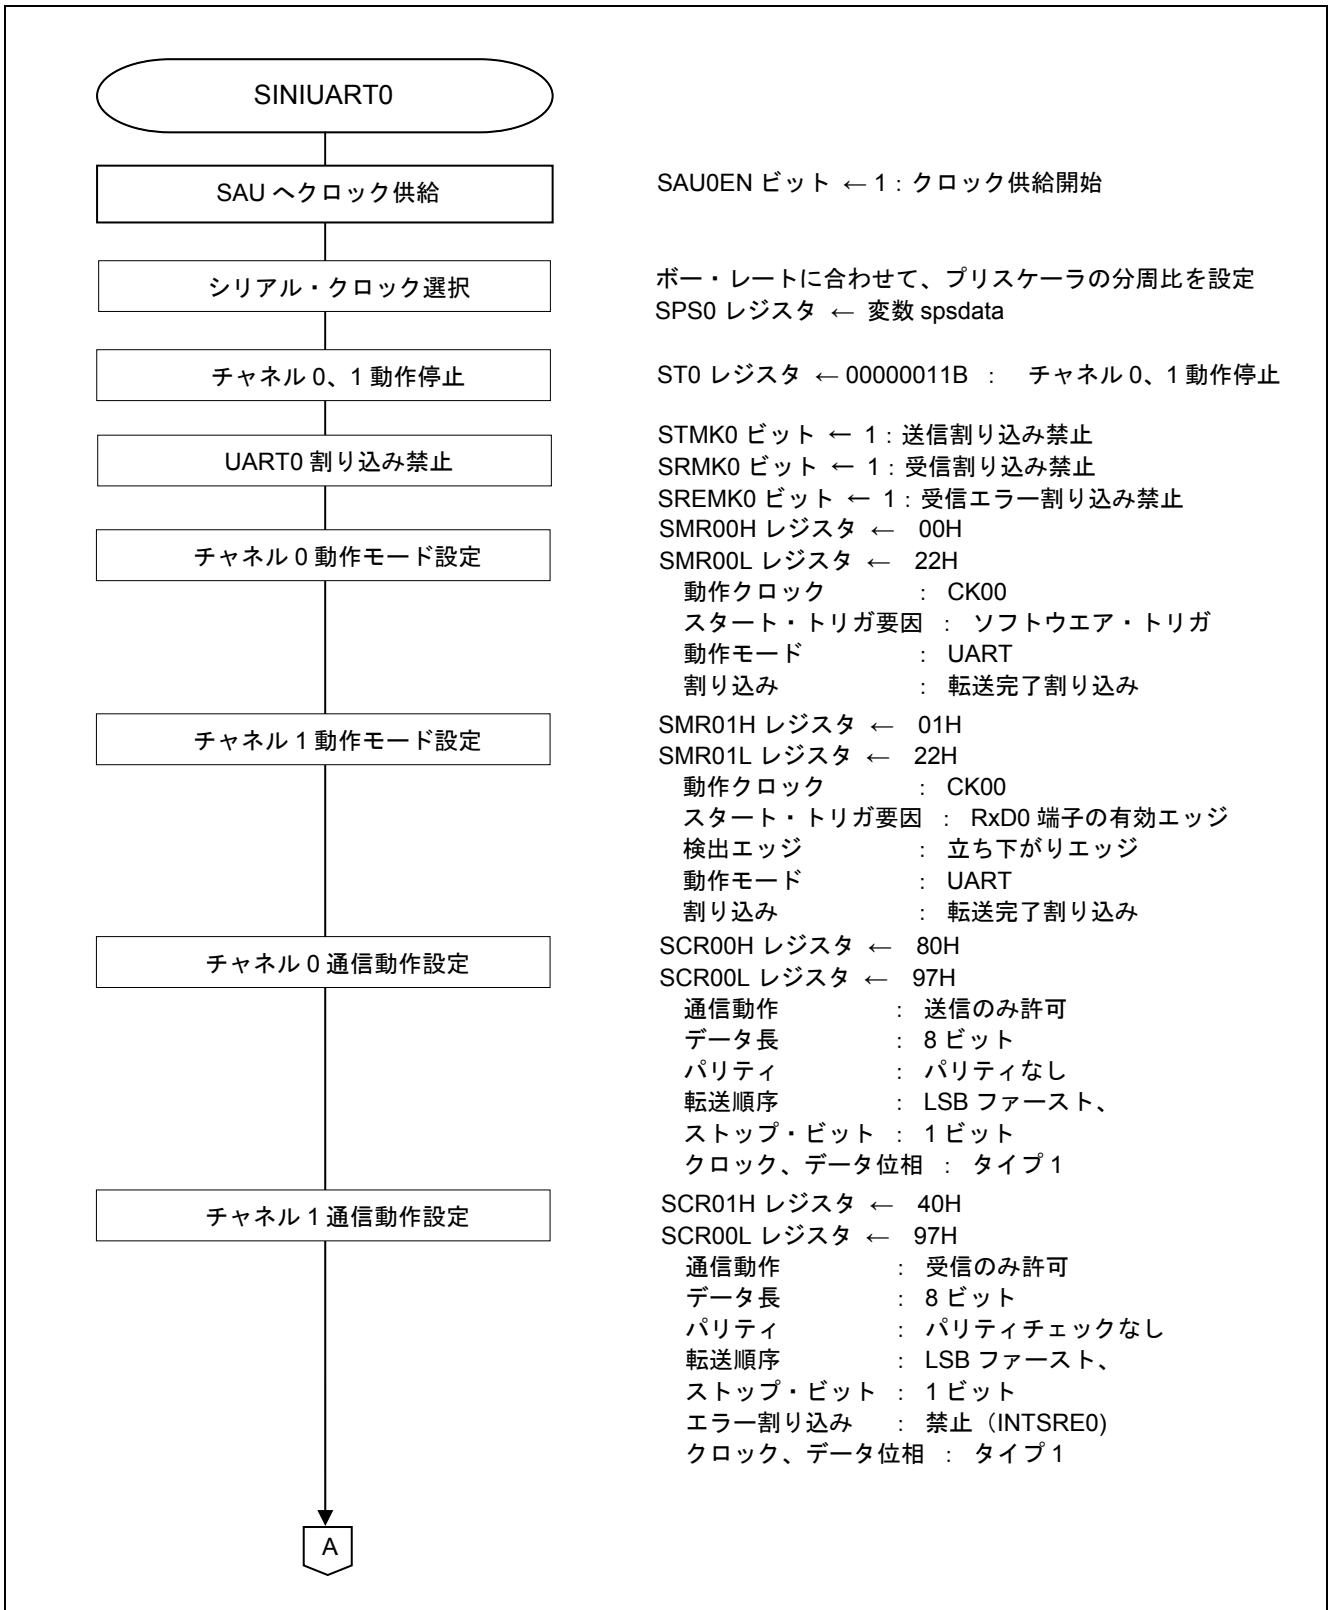 SINIUART0
SAU へクロック供給
SAU0EN ビット ← 1 : クロック供給開始
シリアル・クロック選択
ボー・レートに合わせて、プリスケーラの分周比を設定
SPS0 レジスタ ← 変数 spsdata
チャネル 0、1 動作停止
ST0 レジスタ ← 00000011B : チャネル 0、1 動作停止
UART0 割り込み禁止
STMK0 ビット ← 1 : 送信割り込み禁止
SRMK0 ビット ← 1 : 受信割り込み禁止
SREMK0 ビット ← 1 : 受信エラー割り込み禁止
チャネル 0 動作モード設定
SMR00H レジスタ ← 00H
SMR00L レジスタ ← 22H
動作クロック : CK00
スタート・トリガ要因 : ソフトウエア・トリガ
動作モード : UART
割り込み : 転送完了割り込み
チャネル 1 動作モード設定
SMR01H レジスタ ← 01H
SMR01L レジスタ ← 22H
動作クロック : CK00
スタート・トリガ要因 : RxD0 端子の有効エッジ
検出エッジ : 立ち下がりエッジ
動作モード : UART
割り込み : 転送完了割り込み
チャネル 0 通信動作設定
SCR00H レジスタ ← 80H
SCR00L レジスタ ← 97H
通信動作 : 送信のみ許可
データ長 : 8 ビット
パリティ : パリティなし
転送順序 : LSB ファースト、
ストップ・ビット : 1 ビット
クロック、データ位相 : タイプ 1
チャネル 1 通信動作設定
SCR01H レジスタ ← 40H
SCR00L レジスタ ← 97H
通信動作 : 受信のみ許可
データ長 : 8 ビット
パリティ : パリティチェックなし
転送順序 : LSB ファースト、
ストップ・ビット : 1 ビット
エラー割り込み : 禁止（INTSRE0)
クロック、データ位相 : タイプ 1
A